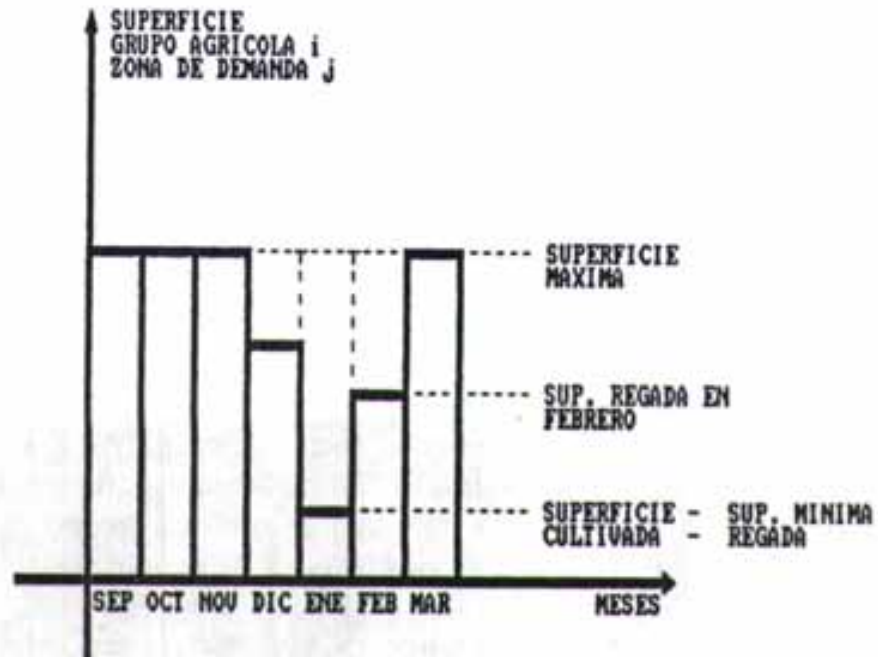 SUPERFICIE
GRUPO AGRICOLA i
ZONA DE DEMANDA j
SUPERFICIE
MAXIMA
SUP. REGADA EN
FEBRERO
SUPERFICIE - SUP. MINIMA
CULTIVADA - REGADA
SEP OCT NOV DIC ENE FEB MAR MESES